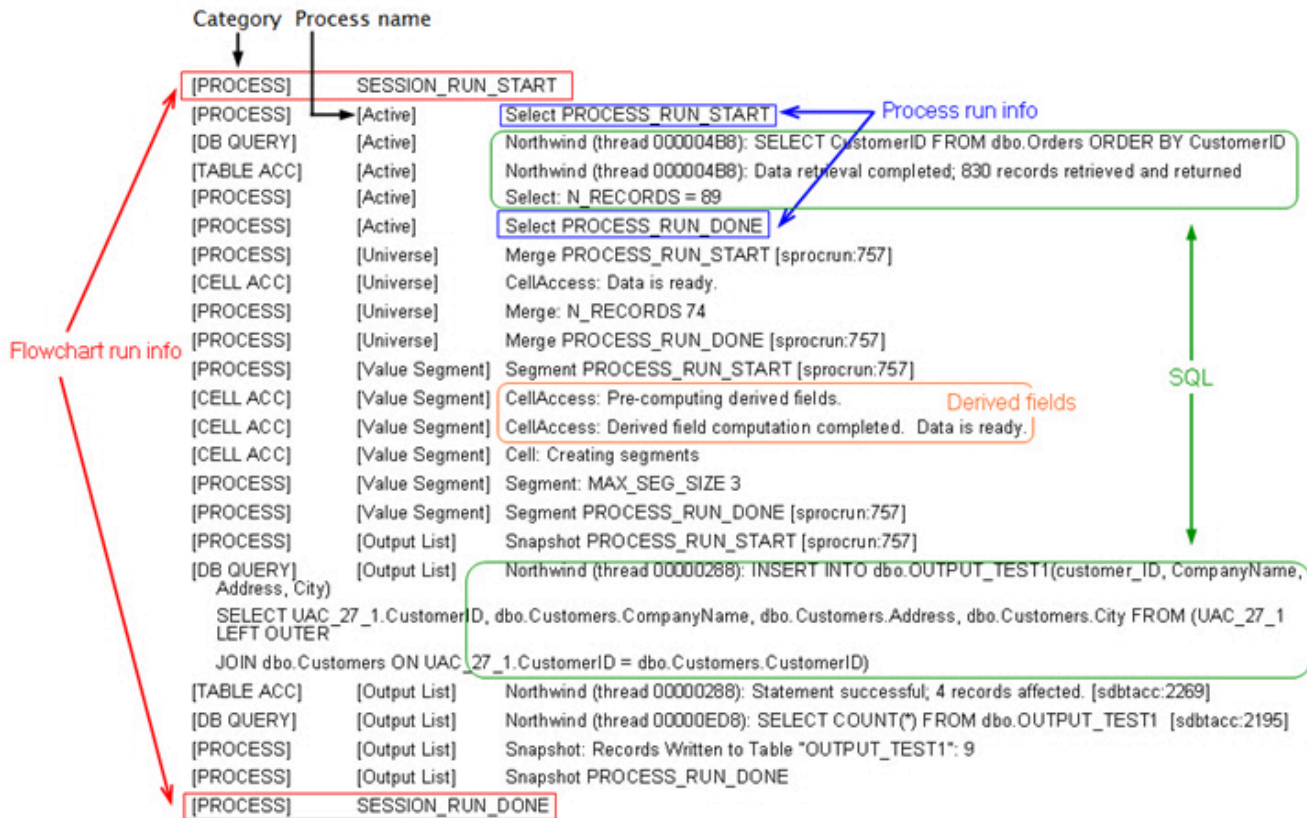 Category Process name
[PROCESS] SESSION_RUN_START
[PROCESS] [Active] Select PROCESS_RUN_START
Process run info
[DB QUERY] [Active] Northwind (thread 000004B8): SELECT CustomerID FROM dbo.Orders ORDER BY CustomerID
[TABLE ACC] [Active] Northwind (thread 000004B8): Data retrieval completed; 830 records retrieved and returned
[PROCESS] [Active] Select: N_RECORDS = 89
[PROCESS] [Active] Select PROCESS_RUN_DONE
[PROCESS] [Universe] Merge PROCESS_RUN_START [sprocrun:757]
[CELL ACC] [Universe] CellAccess: Data is ready.
[PROCESS] [Universe] Merge: N_RECORDS 74
[PROCESS] [Universe] Merge PROCESS_RUN_DONE [sprocrun:757]
Flowchart run info
[PROCESS] [Value Segment] Segment PROCESS_RUN_START [sprocrun:757]
SQL
[CELL ACC] [Value Segment] CellAccess: Pre-computing derived fields.
Derived fields
[CELL ACC] [Value Segment] CellAccess: Derived field computation completed. Data is ready.
[CELL ACC] [Value Segment] Cell: Creating segments
[PROCESS] [Value Segment] Segment: MAX_SEG_SIZE 3
[PROCESS] [Value Segment] Segment PROCESS_RUN_DONE [sprocrun:757]
[PROCESS] [Output List] Snapshot PROCESS_RUN_START [sprocrun:757]
[DB QUERY] [Output List] Northwind (thread 00000288): INSERT INTO dbo.OUTPUT_TEST1(customer_ID, CompanyName,
Address, City)
SELECT UAC_27_1.CustomerID, dbo.Customers.CompanyName, dbo.Customers.Address, dbo.Customers.City FROM (UAC_27_1
LEFT OUTER
JOIN dbo.Customers ON UAC_27_1.CustomerID = dbo.Customers.CustomerID)
[TABLE ACC] [Output List] Northwind (thread 00000288): Statement successful; 4 records affected. [sdbtacc:2269]
[DB QUERY] [Output List] Northwind (thread 00000ED8): SELECT COUNT(*) FROM dbo.OUTPUT_TEST1 [sdbtacc:2195]
[PROCESS] [Output List] Snapshot: Records Written to Table "OUTPUT_TEST1": 9
[PROCESS] [Output List] Snapshot PROCESS_RUN_DONE
[PROCESS] SESSION_RUN_DONE